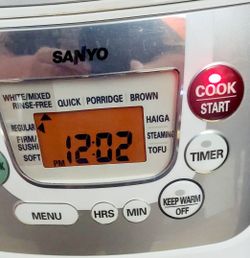 SANYO
WHITE/MIXED
RINSE-FREE
QUICK PORRIDGE BROWN
REGULAR
HAIGA
FIRM/
SUSHI
STEAMING
SOFT
TOFU
PM 12:02
COOK
START
TIMER
KEEP WARM
OFF
MENU
HRS
MIN